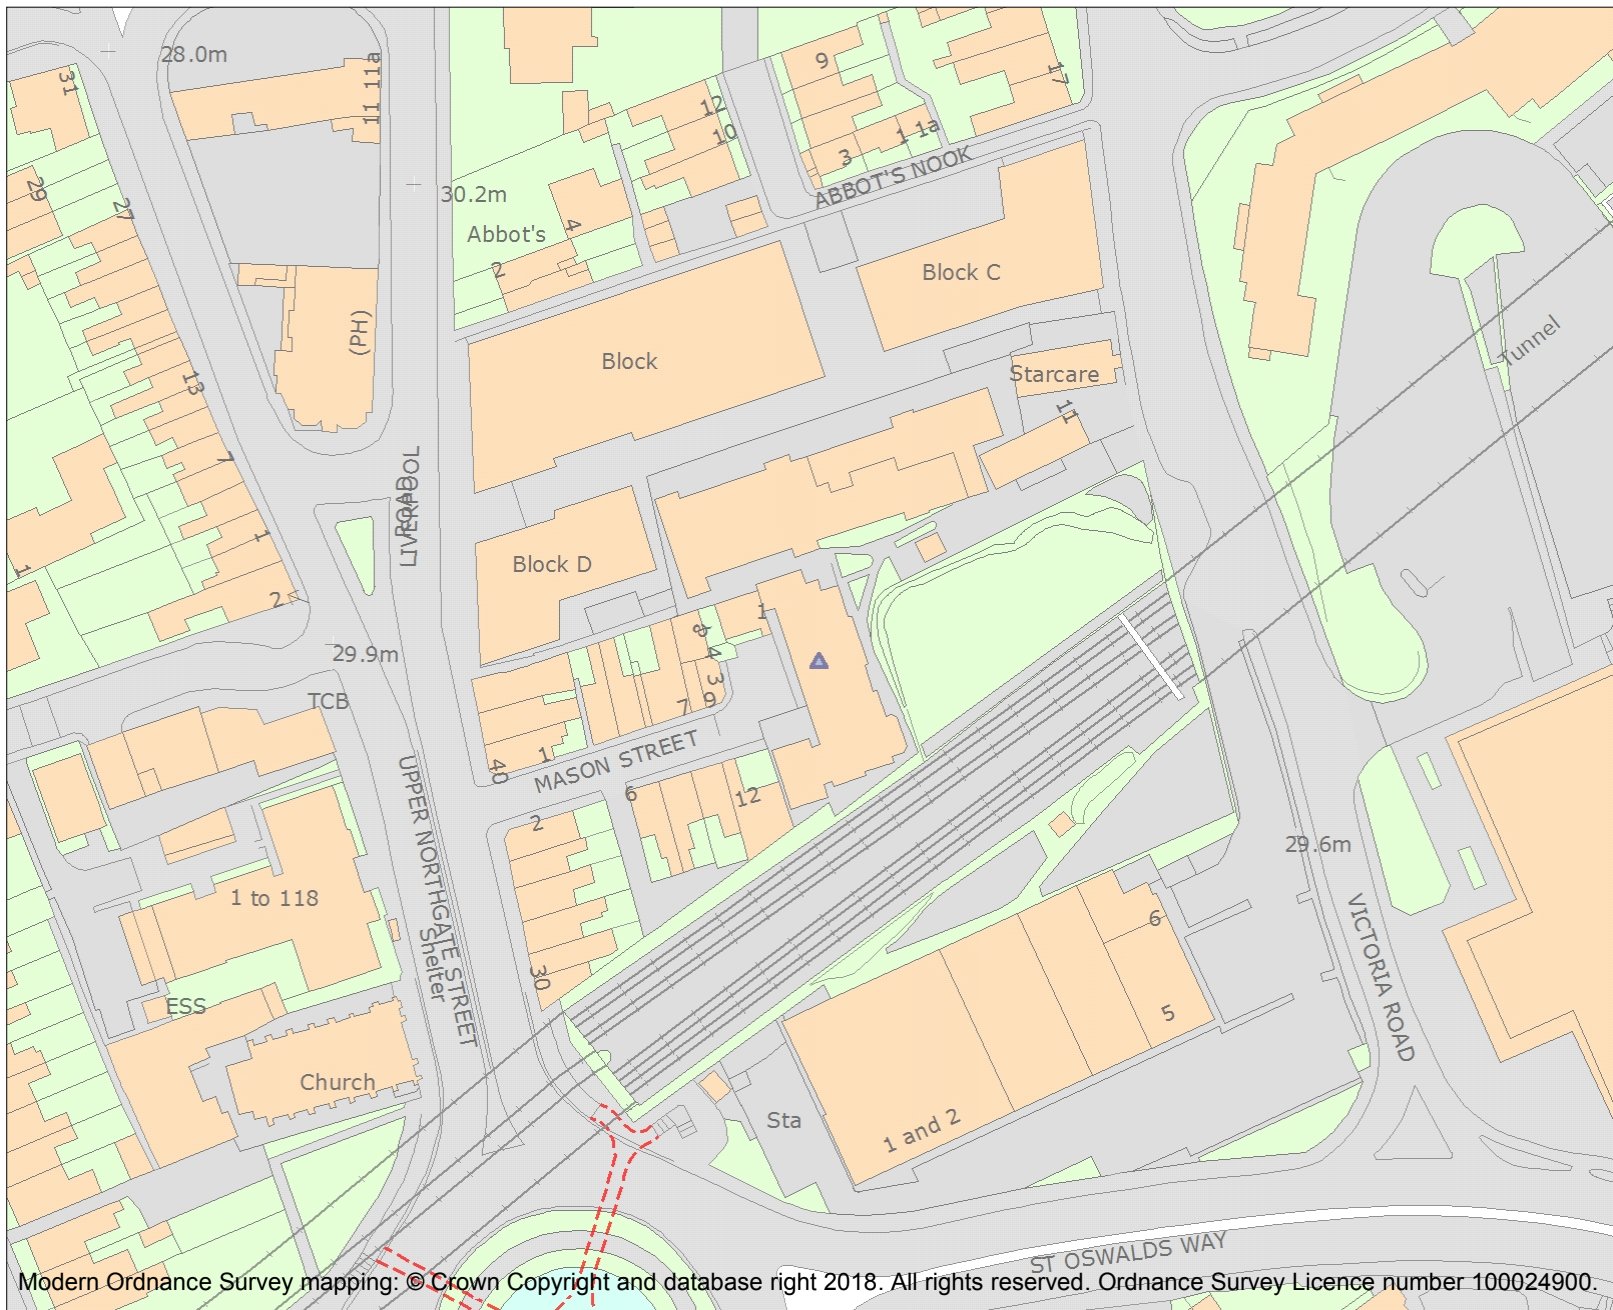 28.0m
11 11a
31
12
10
9
17
1 1a
3
ABBOT'S NOOK
29
27
30.2m
Abbot's
4
2
Block C
(PH)
Block
Starcare
11
Tunnel
13
7
LIVERPOOL
ROAD
1
1
2
Block D
1
8
4
3
9
7
29.9m
TCB
1
40
MASON STREET
6
12
2
UPPER NORTHGATE STREET
Shelter
1 to 118
29.6m
VICTORIA ROAD
6
5
30
ESS
Church
Sta
1 and 2
ST OSWALDS WAY
Modern Ordnance Survey mapping: © Crown Copyright and database right 2018. All rights reserved. Ordnance Survey Licence number 100024900.